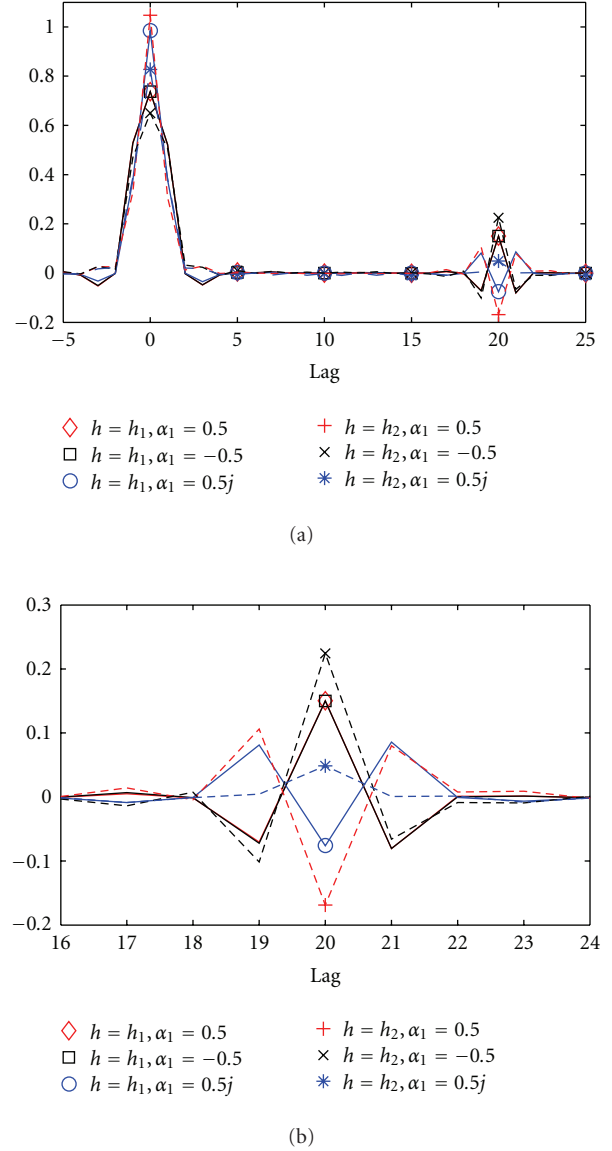 1
0.8
0.6
0.4
0.2
0
−0.2
−5 0 5 10 15 20 25
Lag
h = h₁, α₁ = 0.5
h = h₁, α₁ = −0.5
h = h₁, α₁ = 0.5j
h = h₂, α₁ = 0.5
h = h₂, α₁ = −0.5
h = h₂, α₁ = 0.5j
(a)
0.3
0.2
0.1
0
−0.1
−0.2
16 17 18 19 20 21 22 23 24
Lag
h = h₁, α₁ = 0.5
h = h₁, α₁ = −0.5
h = h₁, α₁ = 0.5j
h = h₂, α₁ = 0.5
h = h₂, α₁ = −0.5
h = h₂, α₁ = 0.5j
(b)